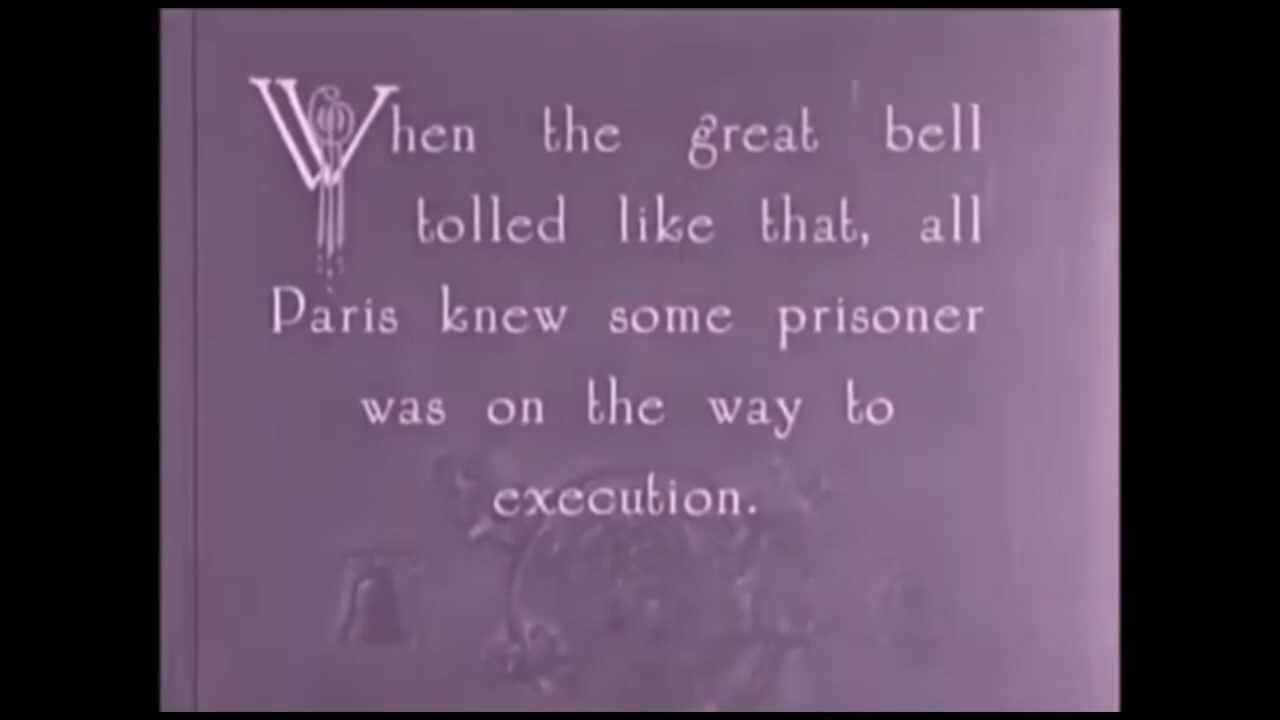 When the great bell
tolled like that, all
Paris knew some prisoner
was on the way to
execution.